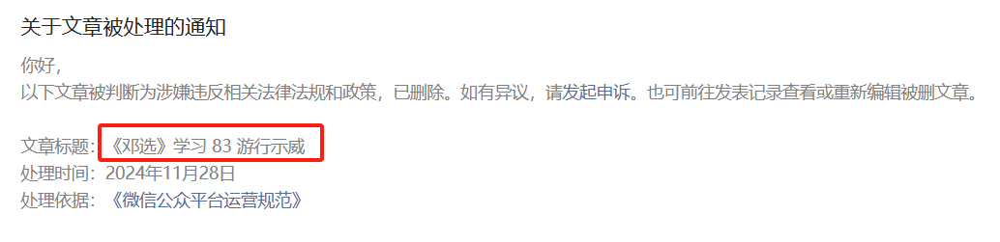 关于文章被处理的通知
你好，
以下文章被判断为涉嫌违反相关法律法规和政策，已删除。如有异议，请发起申诉。也可前往发表记录查看或重新编辑被删文章。
文章标题：《邓选》学习 83 游行示威
处理时间：2024年11月28日
处理依据：《微信公众平台运营规范》